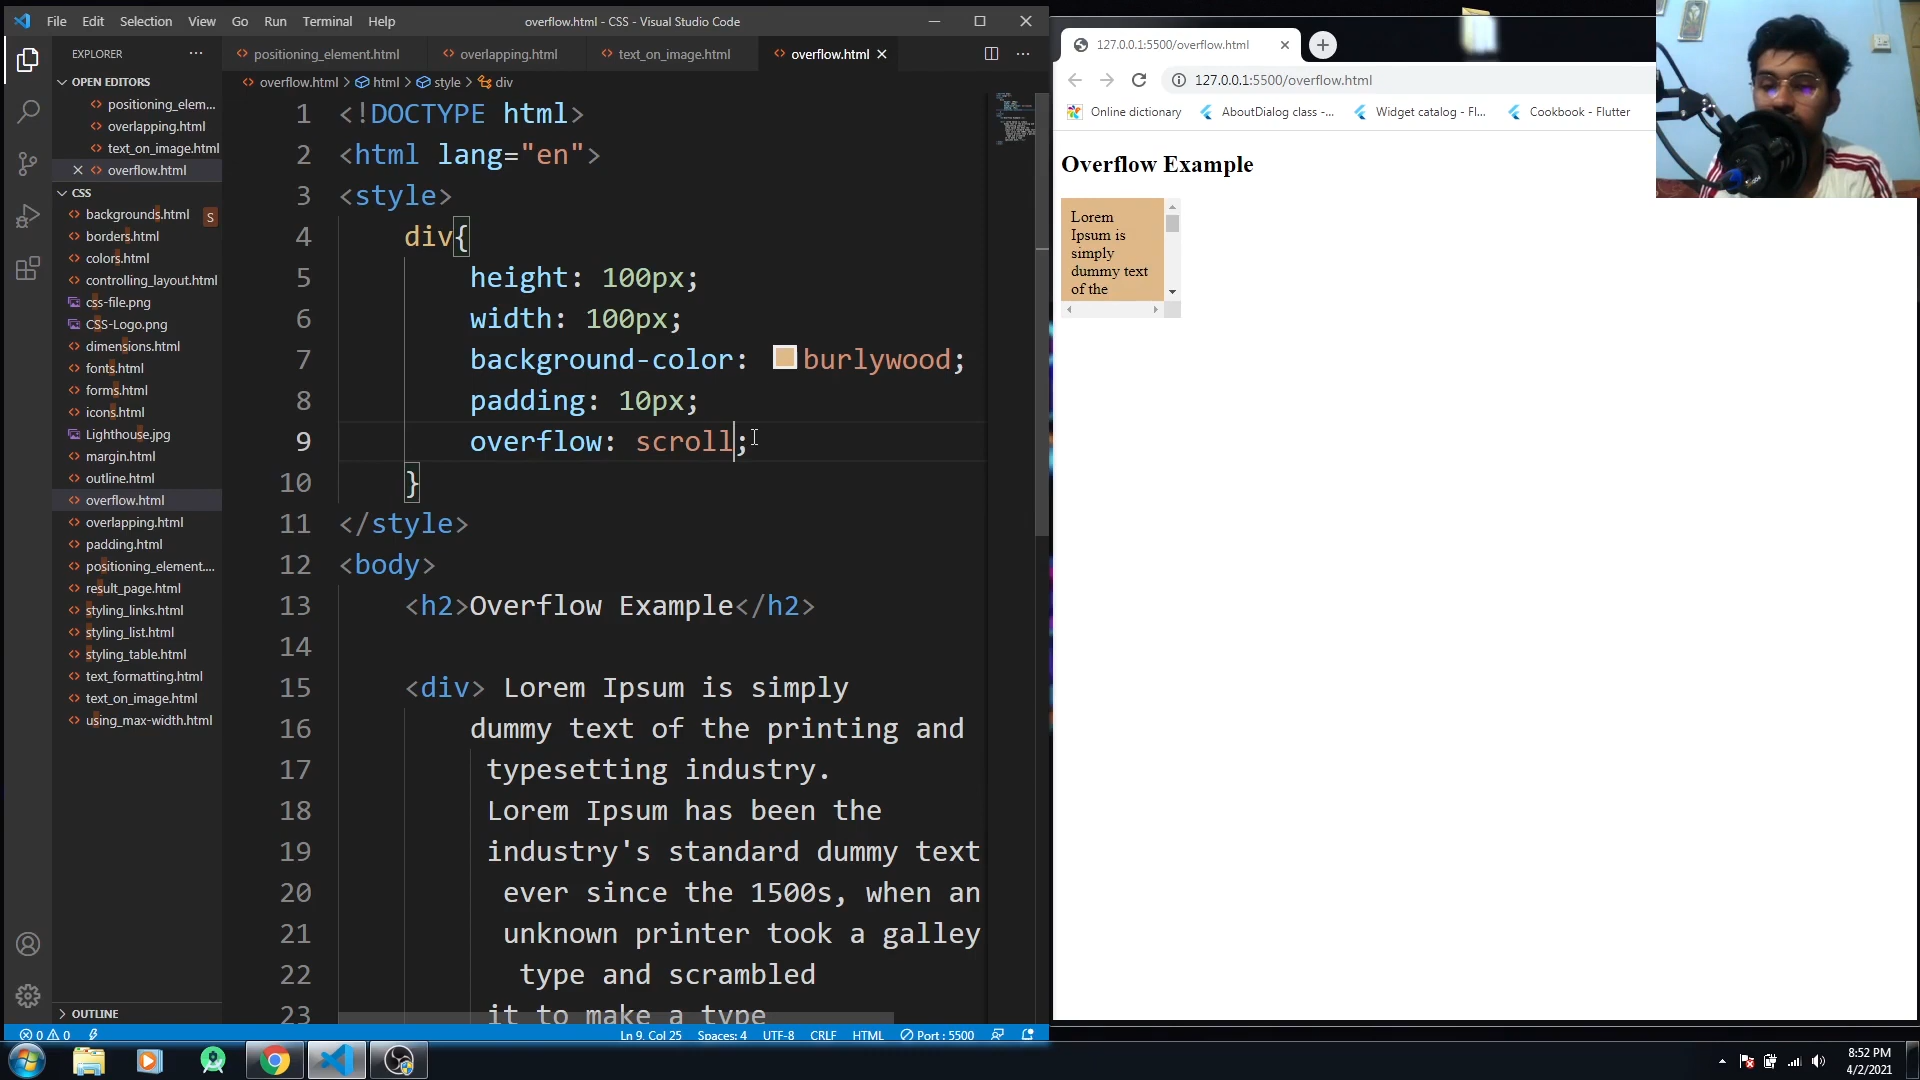 File Edit Selection View Go Run Terminal Help
overflow.html - CSS - Visual Studio Code
EXPLORER
OPEN EDITORS
positioning_elem...
overlapping.html
text_on_image.html
overflow.html
CSS
backgrounds.html S
borders.html
colors.html
controlling_layout.html
css-file.png
CSS-Logo.png
dimensions.html
fonts.html
forms.html
icons.html
Lighthouse.jpg
margin.html
outline.html
overflow.html
overlapping.html
padding.html
positioning_element....
result_page.html
styling_links.html
styling_list.html
styling_table.html
text_formatting.html
text_on_image.html
using_max-width.html
OUTLINE
positioning_element.html overlapping.html text_on_image.html overflow.html
overflow.html > html > style > div
1 <!DOCTYPE html>
2 <html lang="en">
3 <style>
4 div{
5 height: 100px;
6 width: 100px;
7 background-color: burlywood;
8 padding: 10px;
9 overflow: scroll;
10 }
11 </style>
12 <body>
13 <h2>Overflow Example</h2>
14
15 <div> Lorem Ipsum is simply
16 dummy text of the printing and
17 typesetting industry.
18 Lorem Ipsum has been the
19 industry's standard dummy text
20 ever since the 1500s, when an
21 unknown printer took a galley
22 type and scrambled
23 it to make a type
0 0
Ln 9, Col 25 Spaces: 4 UTF-8 CRLF HTML Port : 5500
127.0.0.1:5500/overflow.html
127.0.0.1:5500/overflow.html
Online dictionary AboutDialog class -... Widget catalog - Fl... Cookbook - Flutter
Overflow Example
Lorem
Ipsum is
simply
dummy text
of the
8:52 PM
4/2/2021